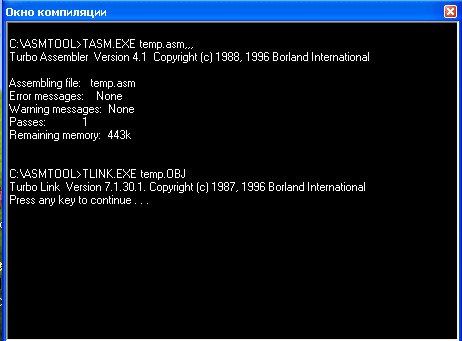 Окно компиляции
C:\ASMTOOL>TASM.EXE temp.asm,,,
Turbo Assembler  Version 4.1  Copyright (c) 1988, 1996 Borland International
Assembling file:   temp.asm
Error messages:    None
Warning messages:  None
Passes:            1
Remaining memory:  443k
C:\ASMTOOL>TLINK.EXE temp.OBJ
Turbo Link  Version 7.1.30.1. Copyright (c) 1987, 1996 Borland International
Press any key to continue . . .